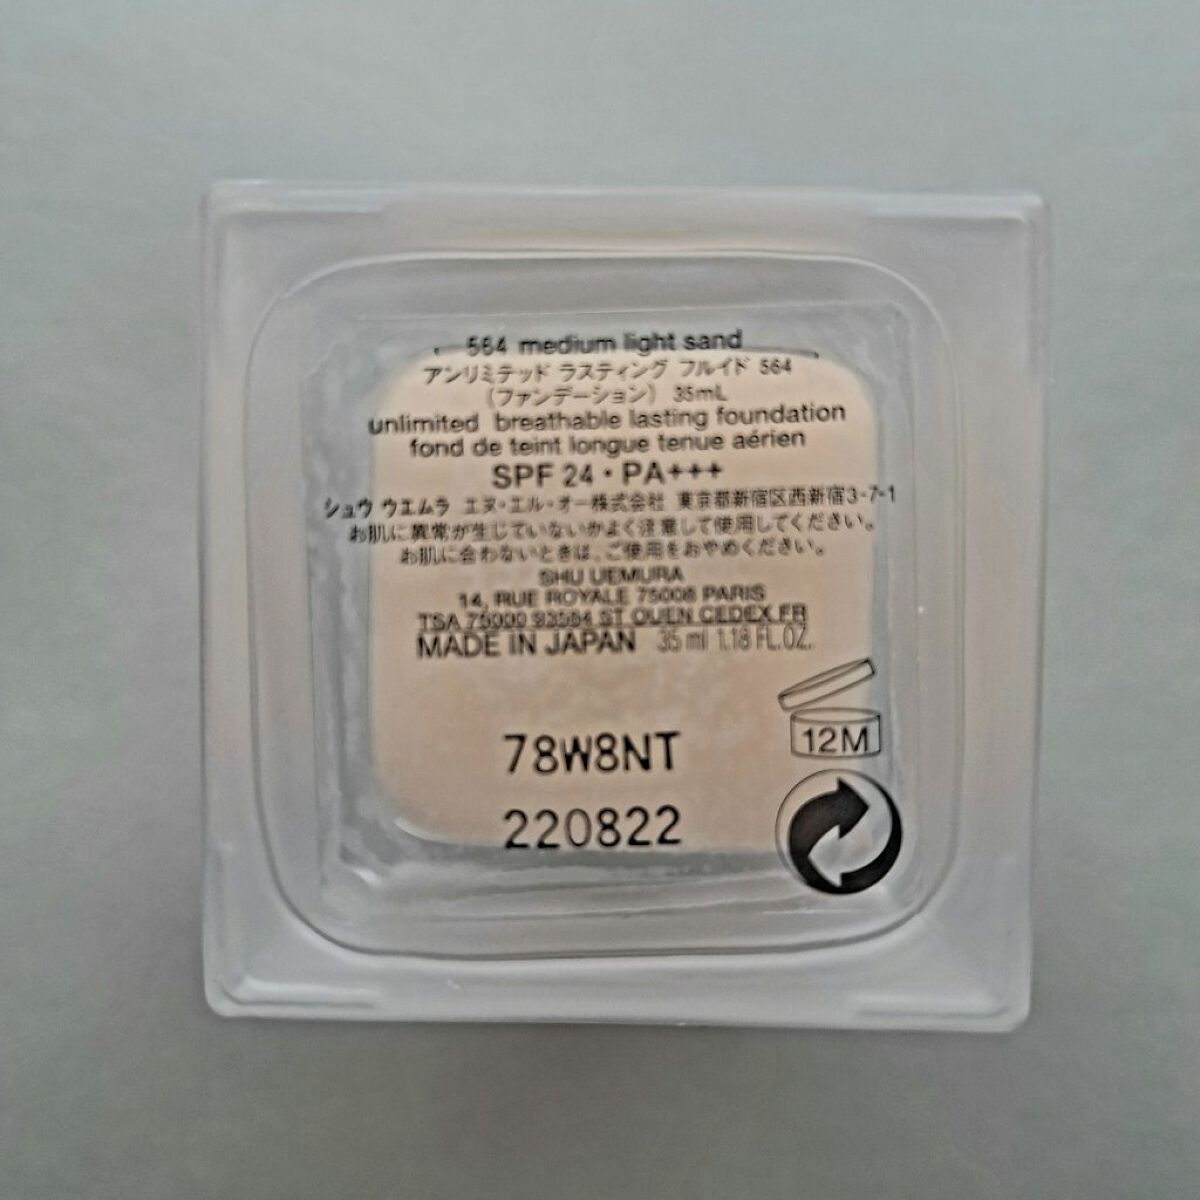 564 medium light sand
アンリミテッド ラスティング フルイド 564
（ファンデーション） 35mL
unlimited breathable lasting foundation
fond de teint longue tenue aérien
SPF 24・PA+++
シュウ ウエムラ エヌ・エル・オー株式会社 東京都新宿区西新宿3-7-1
お肌に異常が生じていないかよく注意して使用してください。
お肌に合わないときは、ご使用をおやめください。
SHU UEMURA
14, RUE ROYALE 75008 PARIS
TSA 75000 93584 ST OUEN CEDEX FR
MADE IN JAPAN 35 ml 1.18 FL.OZ.
12M
78W8NT
220822